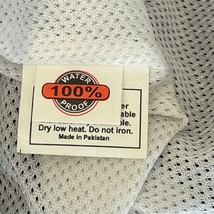 WATER
100%
PROOF
er
able
le.
Dry low heat. Do not iron.
Made in Pakistan